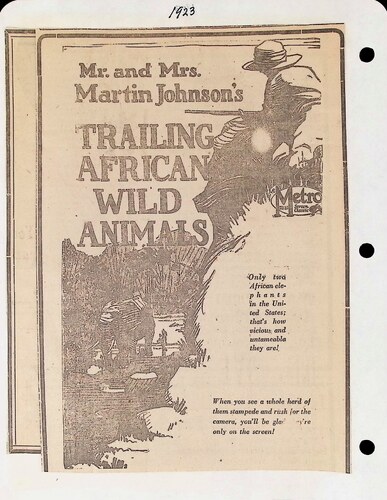 1923
Mr. and Mrs.
Martin Johnson's
TRAILING
AFRICAN
WILD
ANIMALS
Metro
Only two
African ele-
phants
in the Uni-
ted States;
that's how
vicious and
untameable
they are!
When you see a whole herd of
them stampede and rush for the
camera, you'll be
only on the screen!